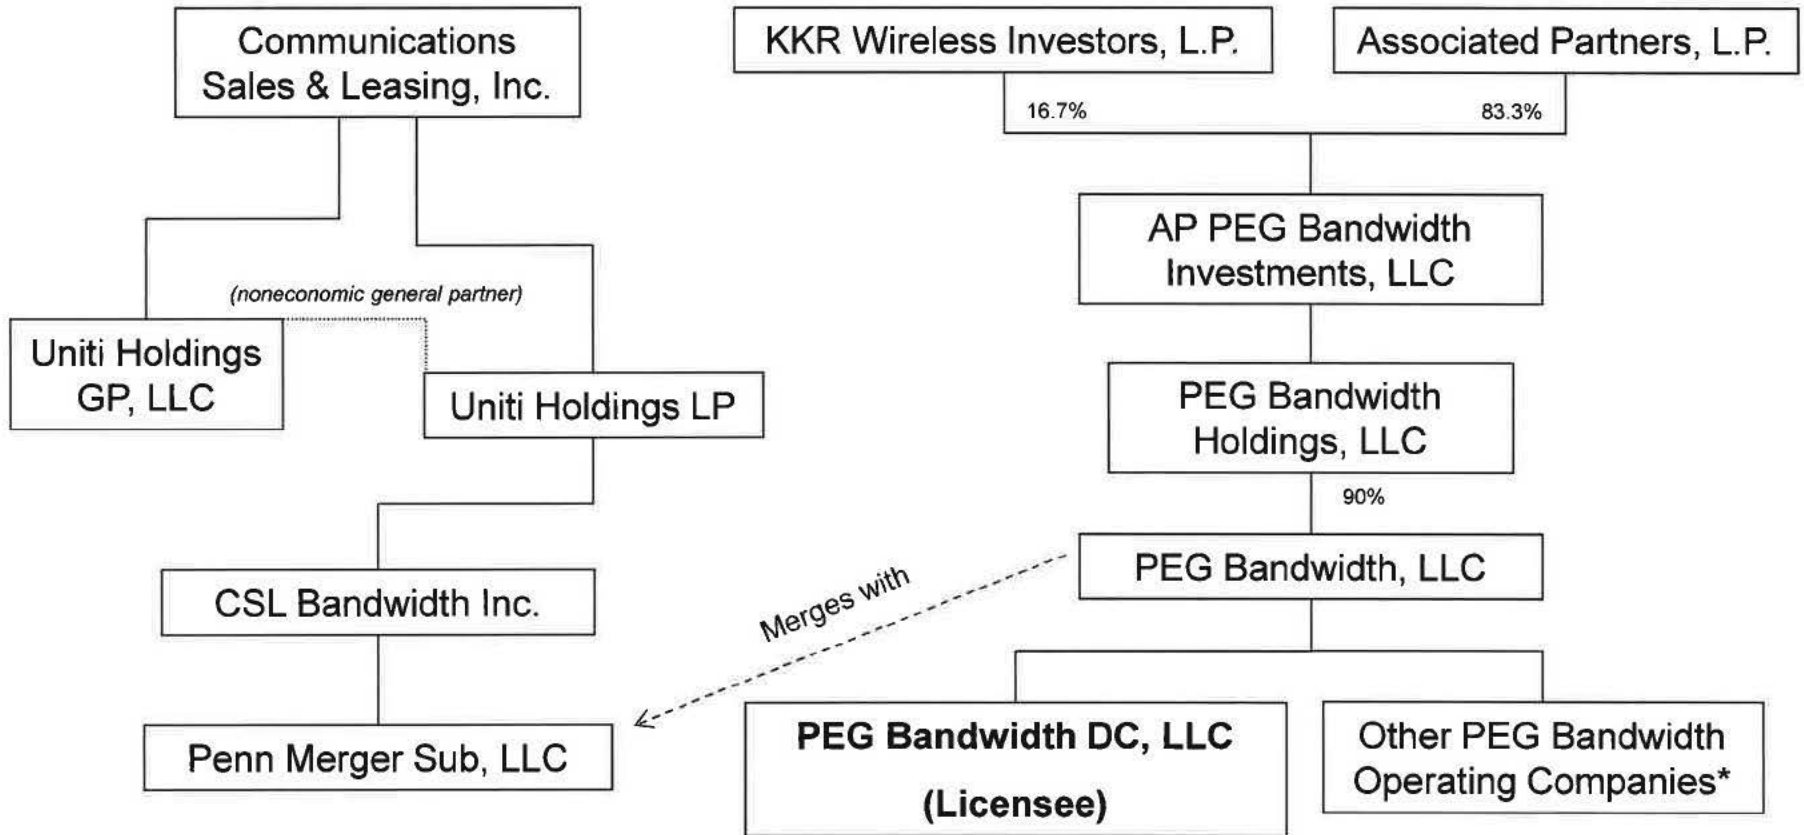 Communications
Sales & Leasing, Inc.
KKR Wireless Investors, L.P.
Associated Partners, L.P.
16.7%
83.3%
AP PEG Bandwidth
Investments, LLC
(noneconomic general partner)
Uniti Holdings
GP, LLC
Uniti Holdings LP
PEG Bandwidth
Holdings, LLC
90%
PEG Bandwidth, LLC
CSL Bandwidth Inc.
Merges with
Penn Merger Sub, LLC
PEG Bandwidth DC, LLC
(Licensee)
Other PEG Bandwidth
Operating Companies*